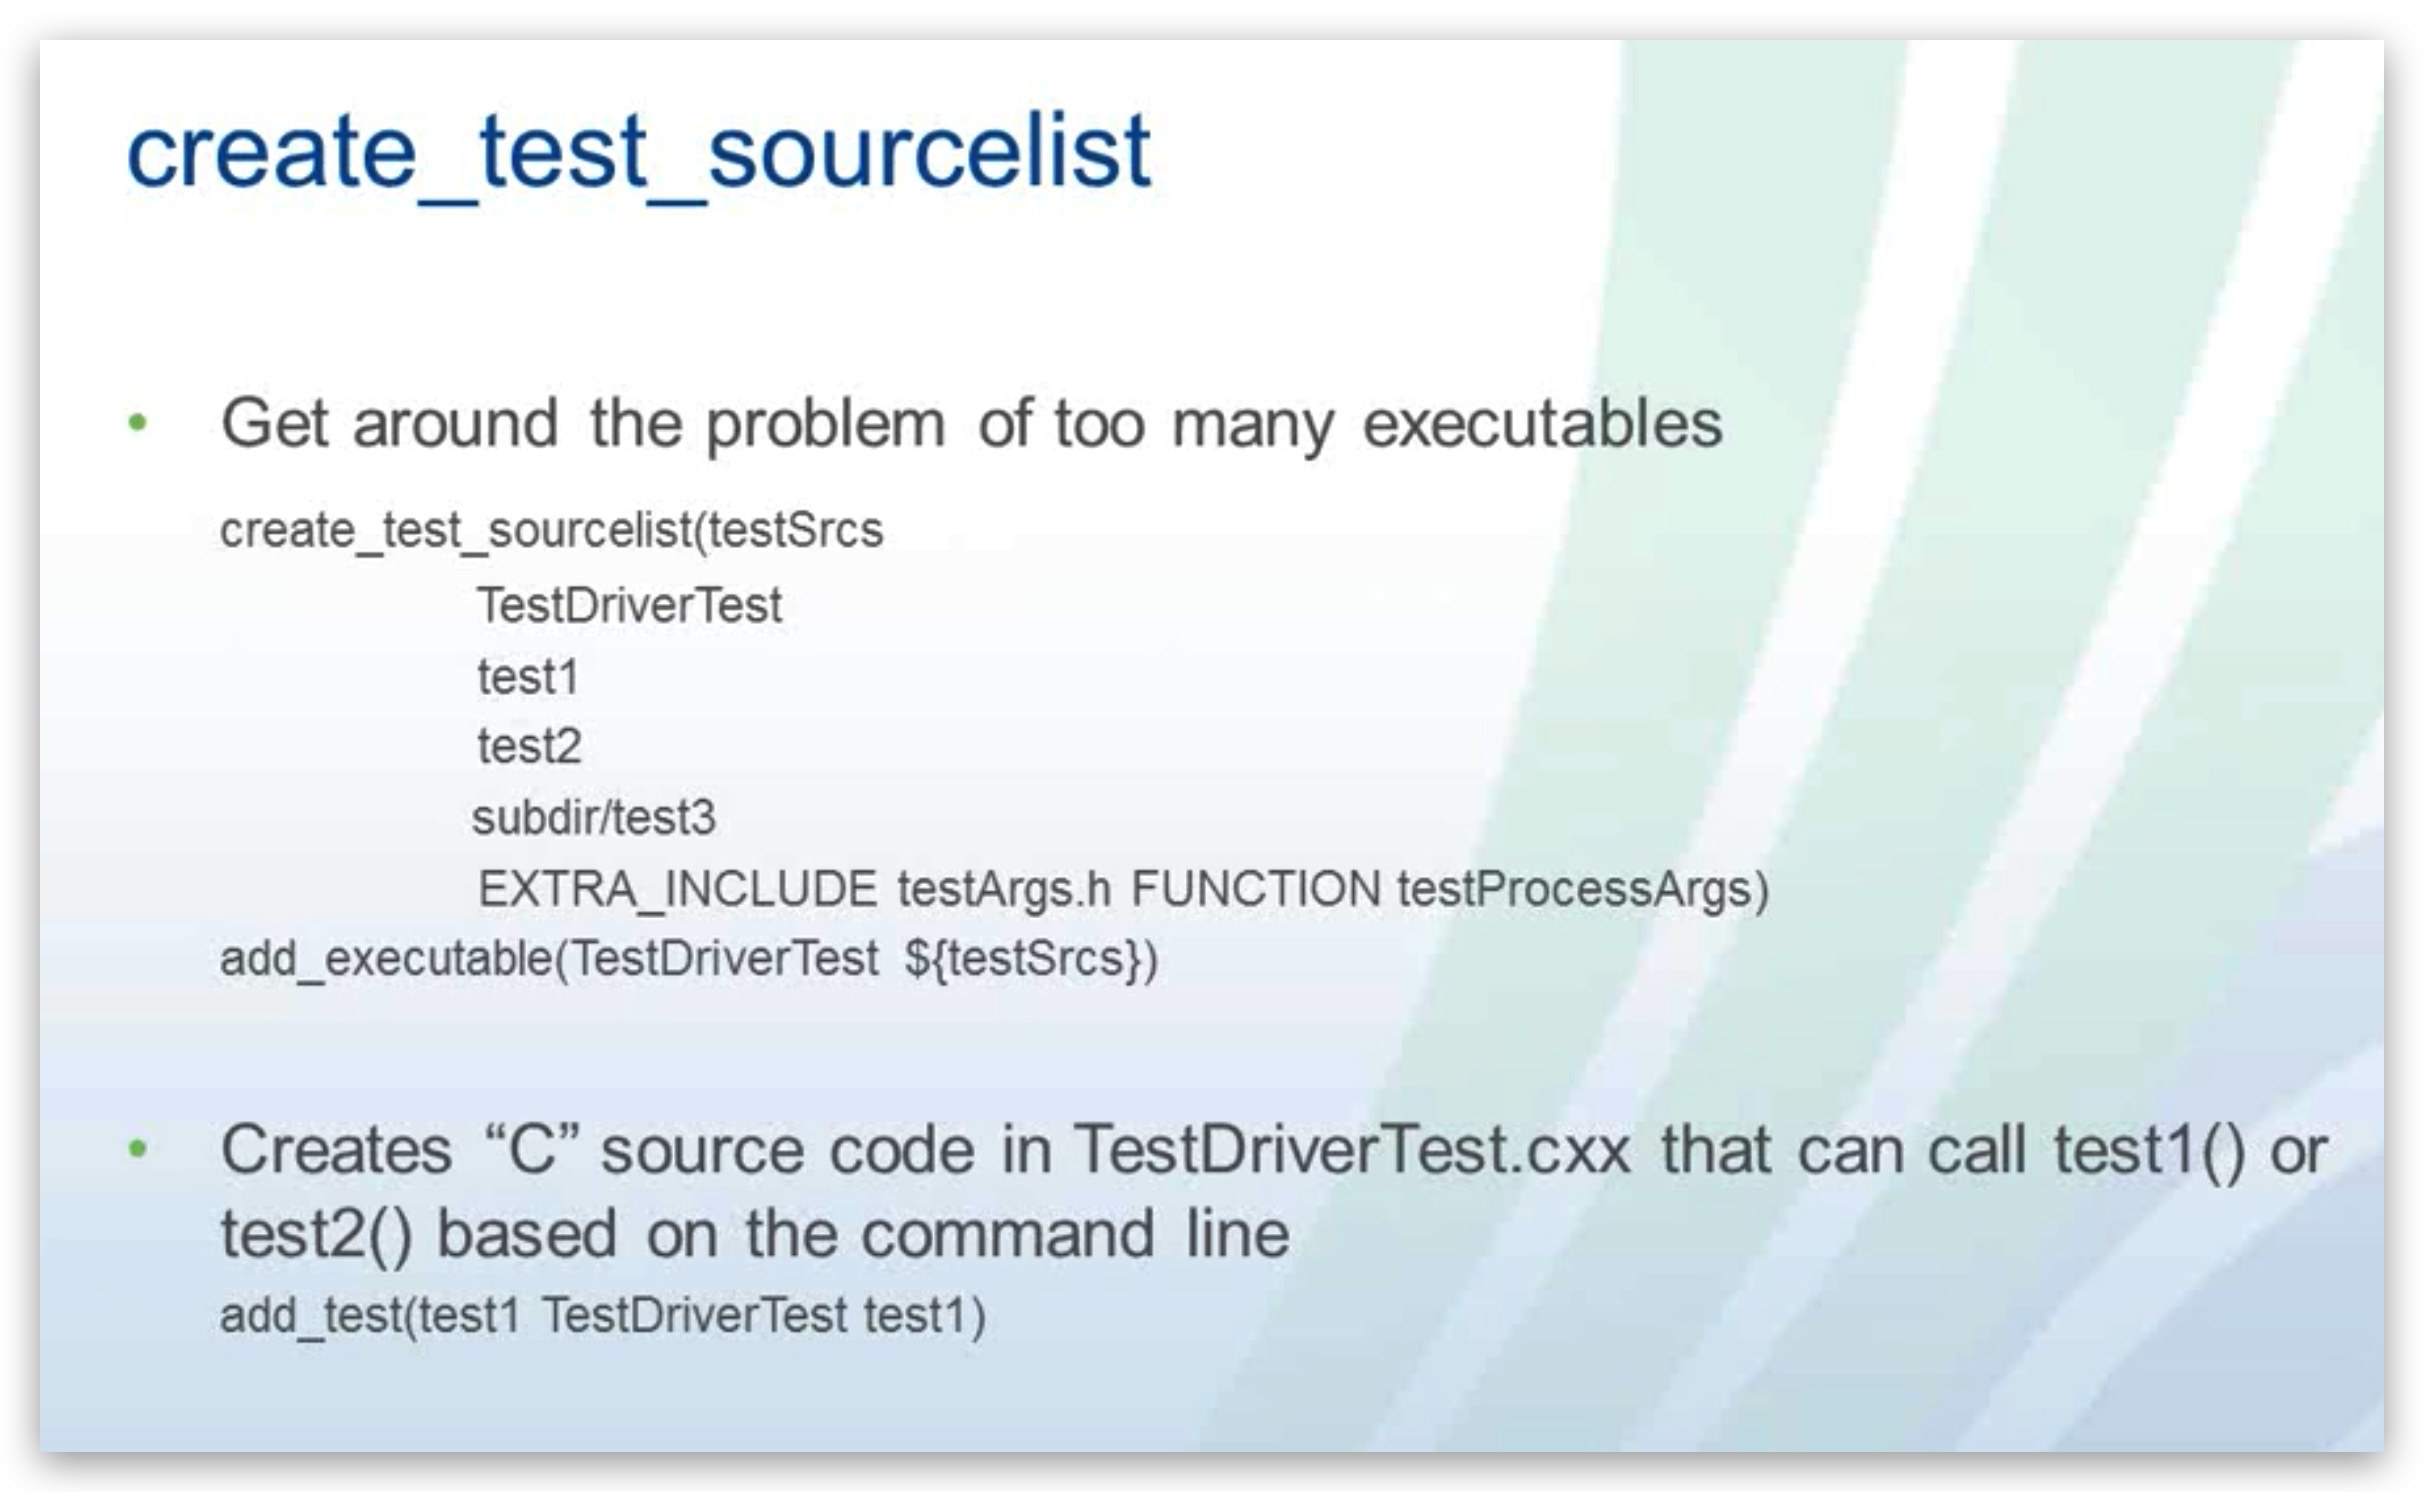 create_test_sourcelist
• Get around the problem of too many executables
create_test_sourcelist(testSrcs
TestDriverTest
test1
test2
subdir/test3
EXTRA_INCLUDE testArgs.h FUNCTION testProcessArgs)
add_executable(TestDriverTest ${testSrcs})
• Creates “C” source code in TestDriverTest.cxx that can call test1() or
test2() based on the command line
add_test(test1 TestDriverTest test1)